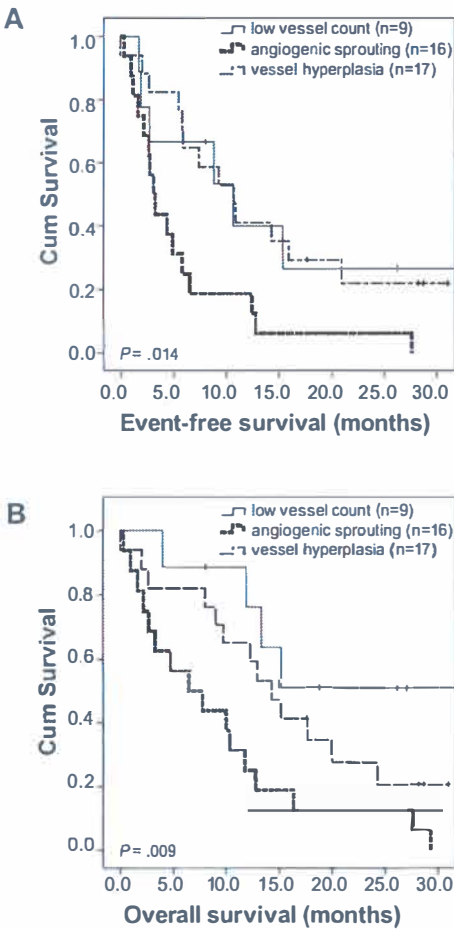 A
low vessel count (n=9)
angiogenic sprouting (n=16)
vessel hyperplasia (n=17)
1.0
0.8
0.6
0.4
0.2
0.0
Cum Survival
P= .014
0.0 5.0 10.0 15.0 20.0 25.0 30.0
Event-free survival (months)
B
low vessel count (n=9)
angiogenic sprouting (n=16)
vessel hyperplasia (n=17)
1.0
0.8
0.6
0.4
0.2
0.0
Cum Survival
P= .009
0.0 5.0 10.0 15.0 20.0 25.0 30.0
Overall survival (months)